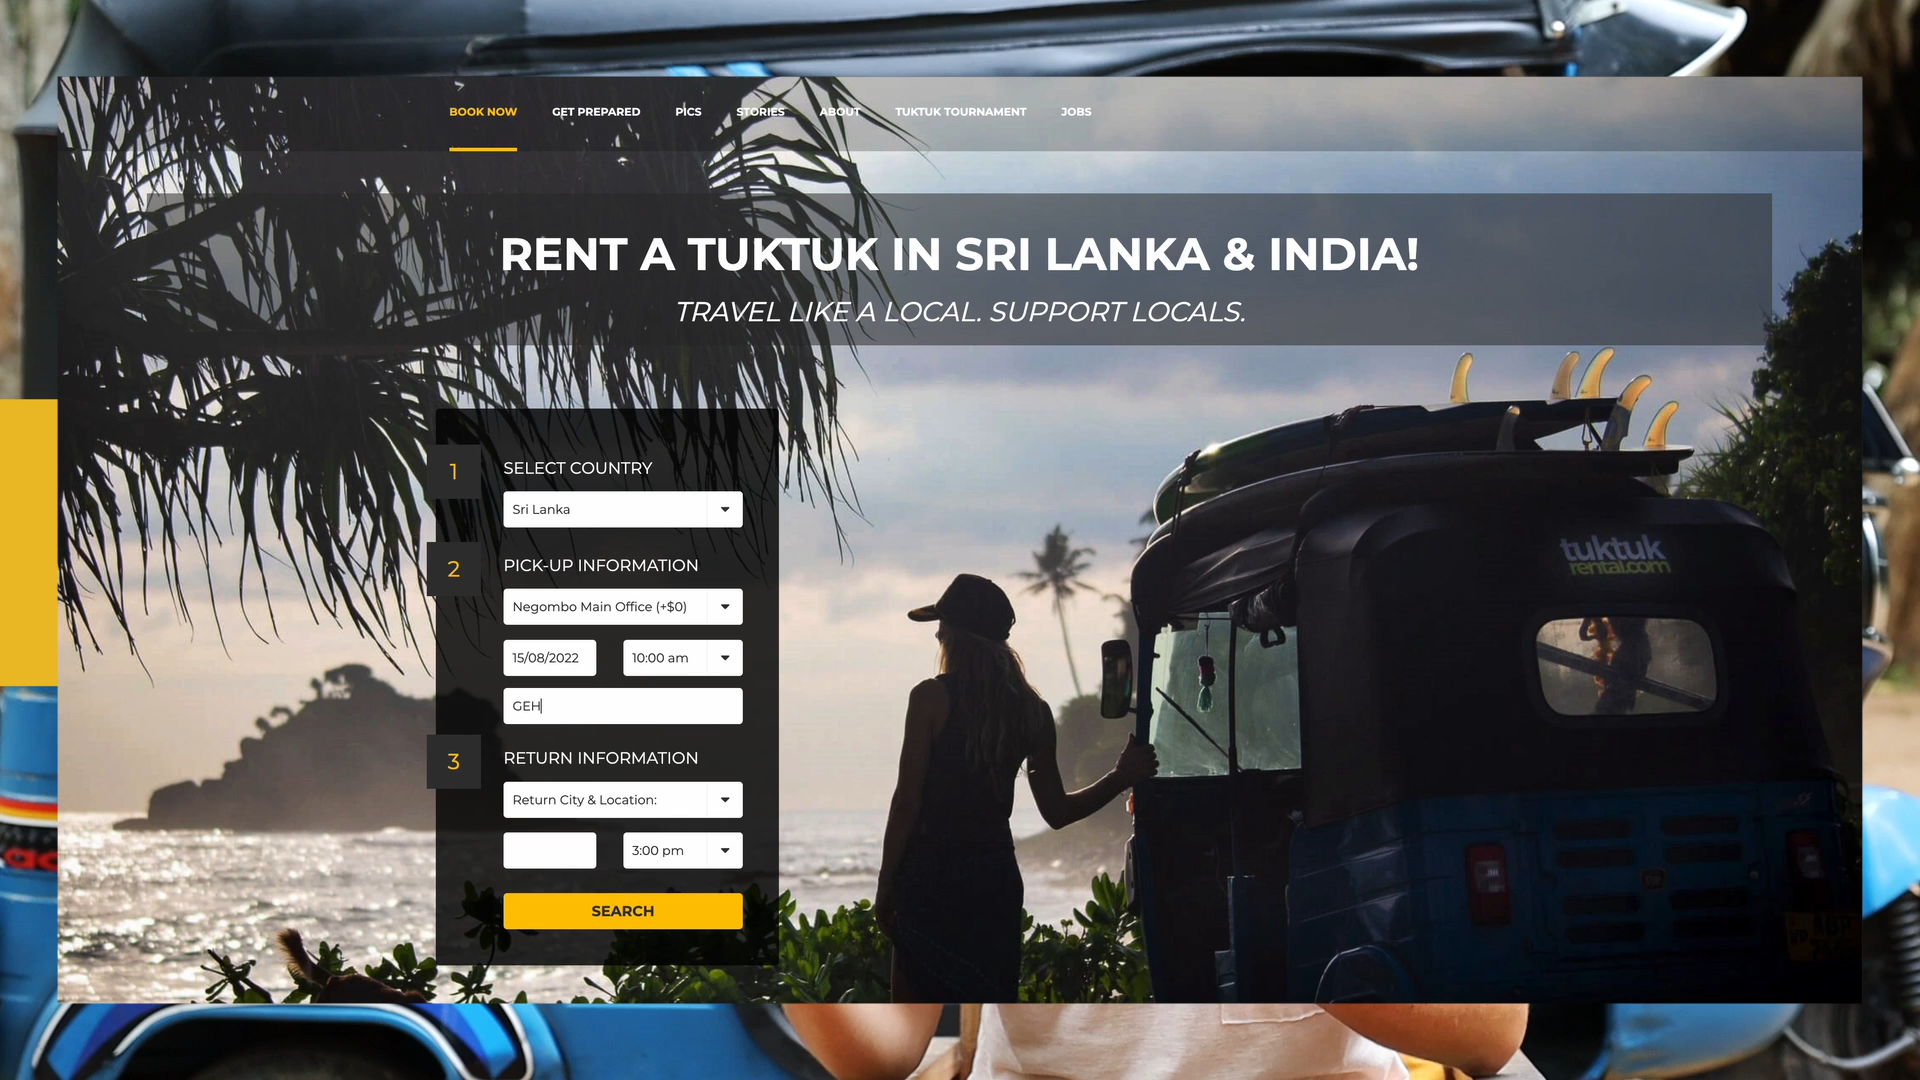 BOOK NOW
GET PREPARED
PICS
STORIES
ABOUT
TUKTUK TOURNAMENT
JOBS
RENT A TUKTUK IN SRI LANKA & INDIA!
TRAVEL LIKE A LOCAL. SUPPORT LOCALS.
1
SELECT COUNTRY
Sri Lanka
2
PICK-UP INFORMATION
Negombo Main Office (+$0)
15/08/2022
10:00 am
GEH
3
RETURN INFORMATION
Return City & Location:
3:00 pm
SEARCH
tuktuk
rental.com